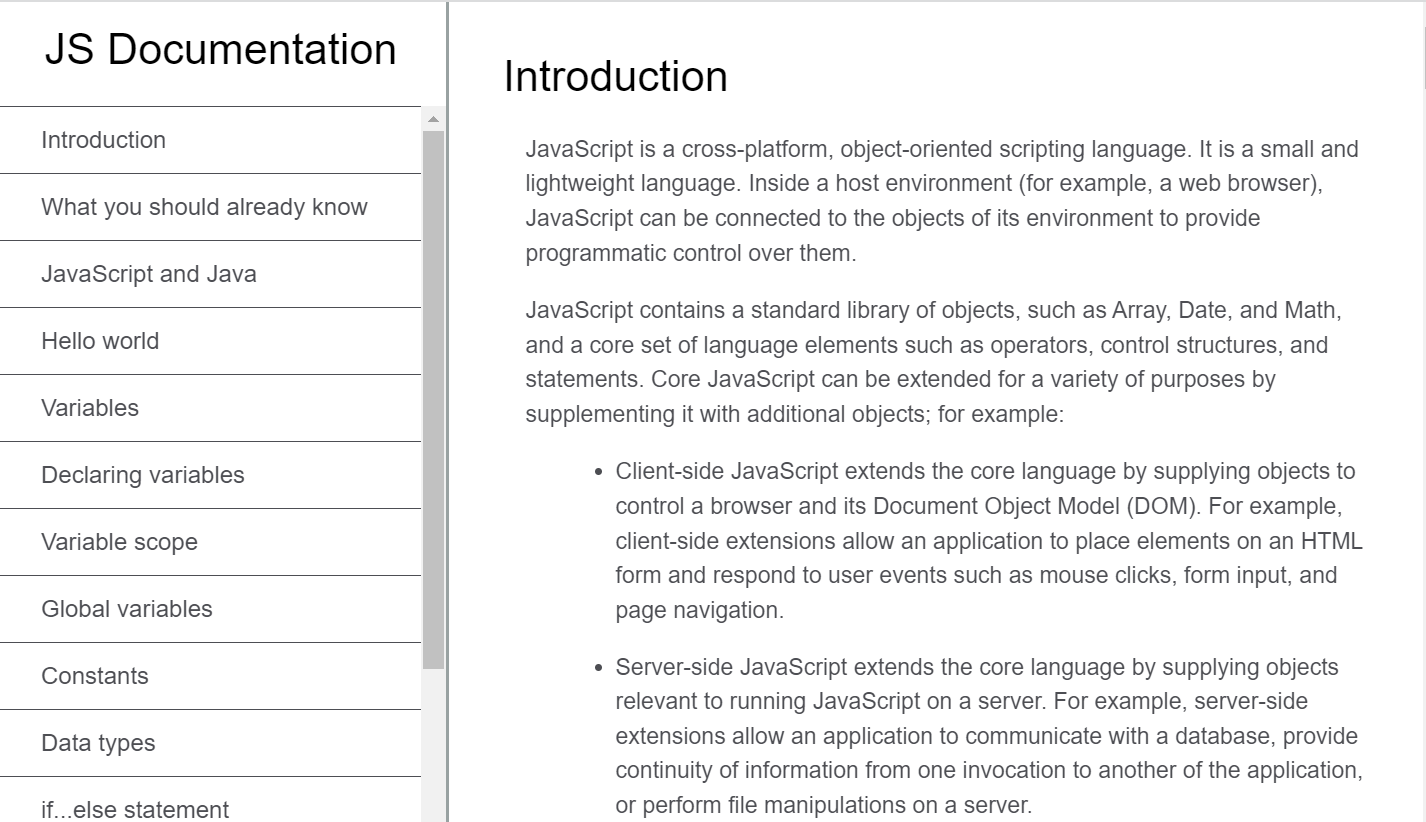 JS Documentation
Introduction
What you should already know
JavaScript and Java
Hello world
Variables
Declaring variables
Variable scope
Global variables
Constants
Data types
if...else statement
Introduction
JavaScript is a cross-platform, object-oriented scripting language. It is a small and
lightweight language. Inside a host environment (for example, a web browser),
JavaScript can be connected to the objects of its environment to provide
programmatic control over them.
JavaScript contains a standard library of objects, such as Array, Date, and Math,
and a core set of language elements such as operators, control structures, and
statements. Core JavaScript can be extended for a variety of purposes by
supplementing it with additional objects; for example:
• Client-side JavaScript extends the core language by supplying objects to
control a browser and its Document Object Model (DOM). For example,
client-side extensions allow an application to place elements on an HTML
form and respond to user events such as mouse clicks, form input, and
page navigation.
• Server-side JavaScript extends the core language by supplying objects
relevant to running JavaScript on a server. For example, server-side
extensions allow an application to communicate with a database, provide
continuity of information from one invocation to another of the application,
or perform file manipulations on a server.